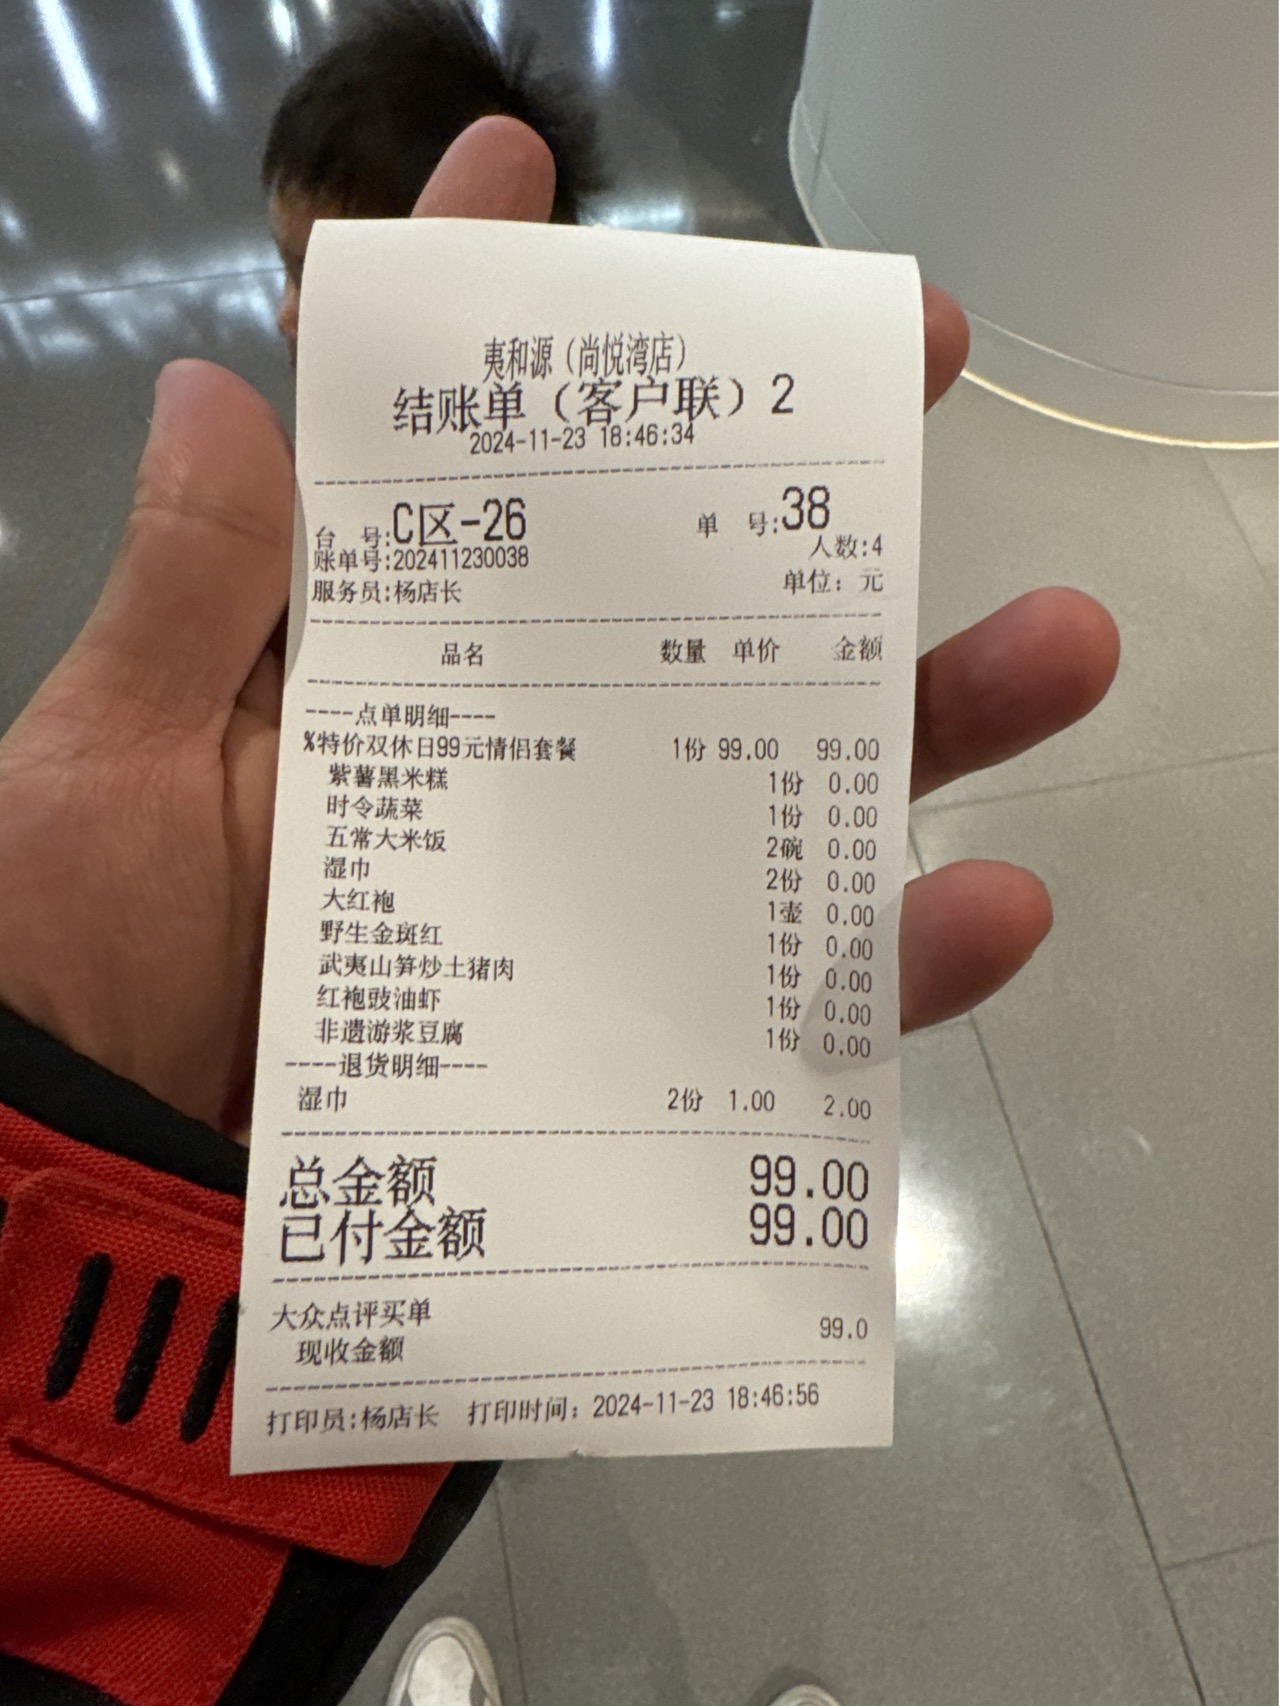 夷和源（尚悦湾店）
结账单（客户联）2
2024-11-23 18:46:34
台 号:C区-26 单 号:38
人数:4
账单号:202411230038
服务员:杨店长 单位：元
品名 数量 单价 金额
----点单明细----
%特价双休日99元情侣套餐 1份 99.00 99.00
紫薯黑米糕 1份 0.00
时令蔬菜 1份 0.00
五常大米饭 2碗 0.00
湿巾 2份 0.00
大红袍 1壶 0.00
野生金斑红 1份 0.00
武夷山笋炒土猪肉 1份 0.00
红袍豉油虾 1份 0.00
非遗游浆豆腐 1份 0.00
----退货明细----
湿巾 2份 1.00 2.00
总金额 99.00
已付金额 99.00
大众点评买单 99.0
现收金额
打印员:杨店长 打印时间：2024-11-23 18:46:56